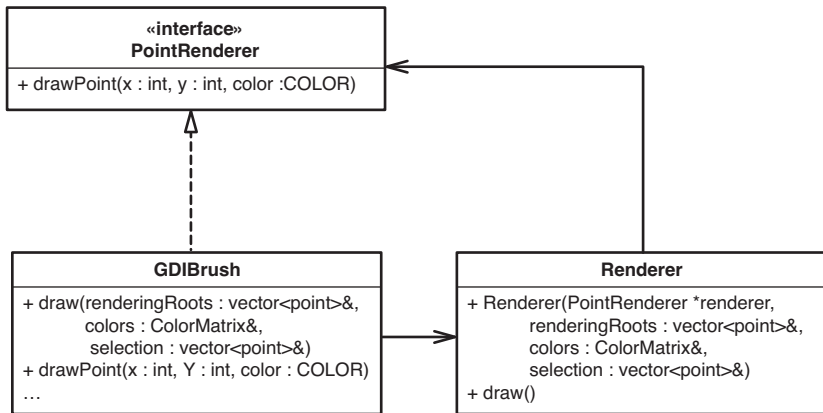 «interface»
PointRenderer
+ drawPoint(x : int, y : int, color :COLOR)
GDIBrush
+ draw(renderingRoots : vector<point>&,
colors : ColorMatrix&,
selection : vector<point>&)
+ drawPoint(x : int, Y : int, color : COLOR)
…
Renderer
+ Renderer(PointRenderer *renderer,
renderingRoots : vector<point>&,
colors : ColorMatrix&,
selection : vector<point>&)
+ draw()